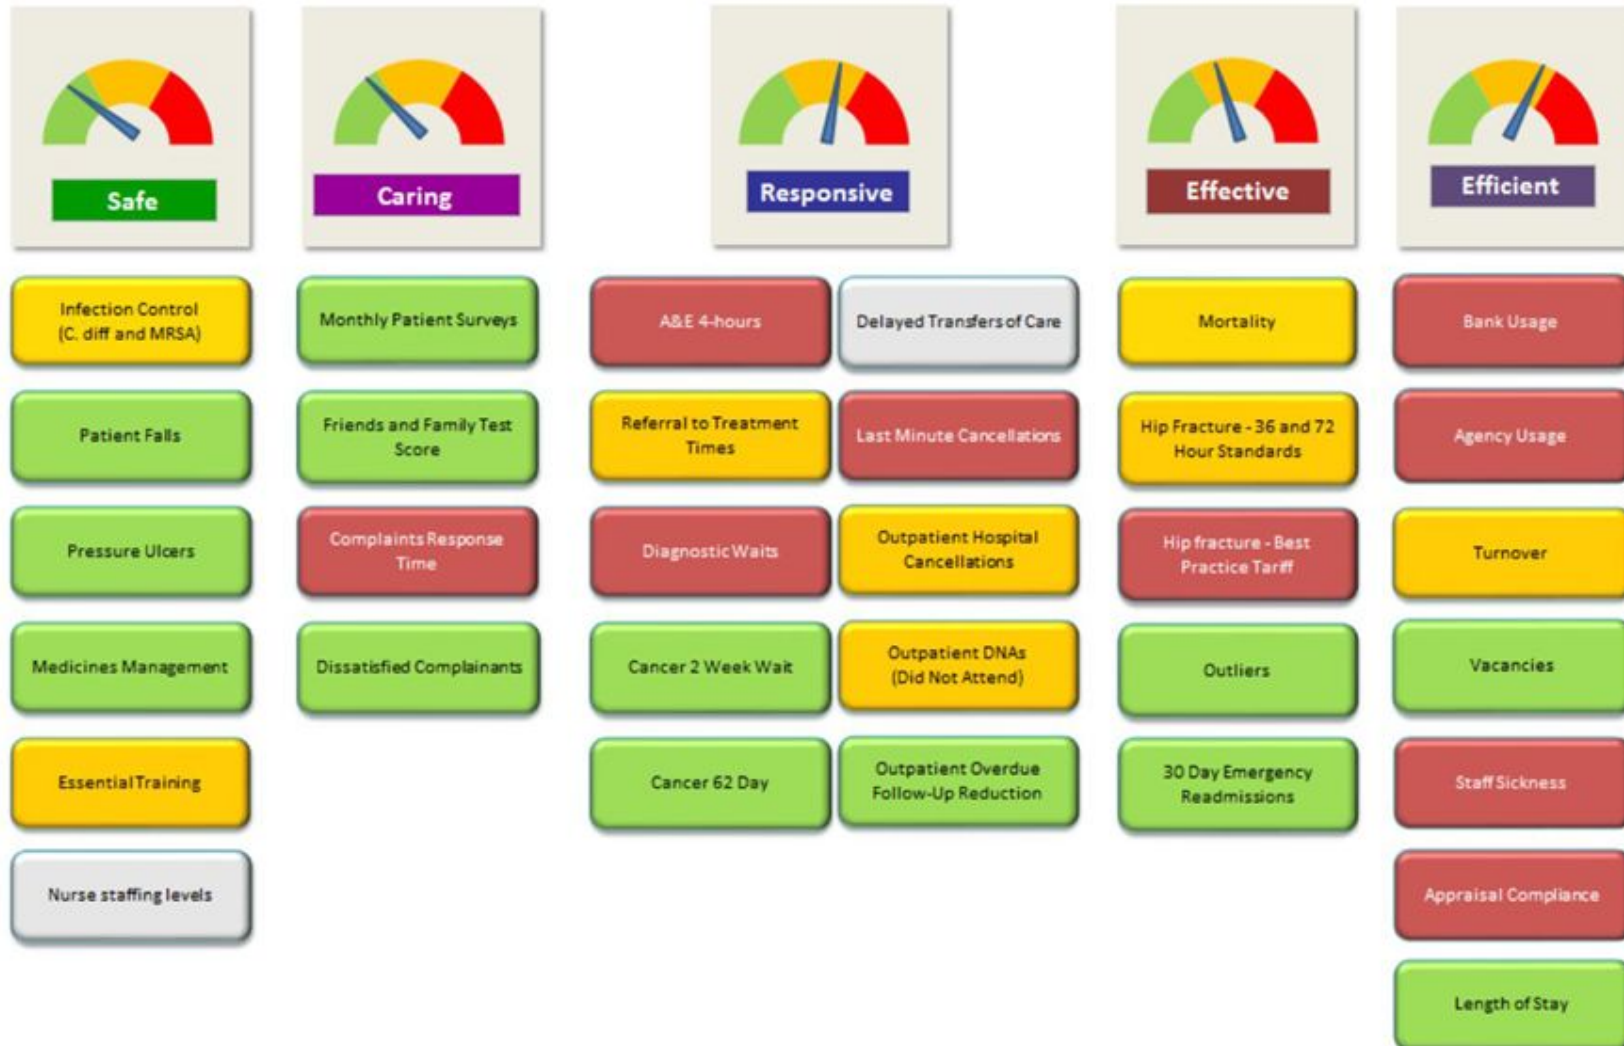 Safe
Caring
Responsive
Effective
Efficient
Infection Control
(C. diff and MRSA)
Patient Falls
Pressure Ulcers
Medicines Management
Essential Training
Nurse staffing levels
Monthly Patient Surveys
Friends and Family Test
Score
Complaints Response
Time
Dissatisfied Complainants
A&E 4-hours
Referral to Treatment
Times
Diagnostic Waits
Cancer 2 Week Wait
Cancer 62 Day
Delayed Transfers of Care
Last Minute Cancellations
Outpatient Hospital
Cancellations
Outpatient DNAs
(Did Not Attend)
Outpatient Overdue
Follow-Up Reduction
Mortality
Hip Fracture - 36 and 72
Hour Standards
Hip fracture - Best
Practice Tariff
Outliers
30 Day Emergency
Readmissions
Bank Usage
Agency Usage
Turnover
Vacancies
Staff Sickness
Appraisal Compliance
Length of Stay